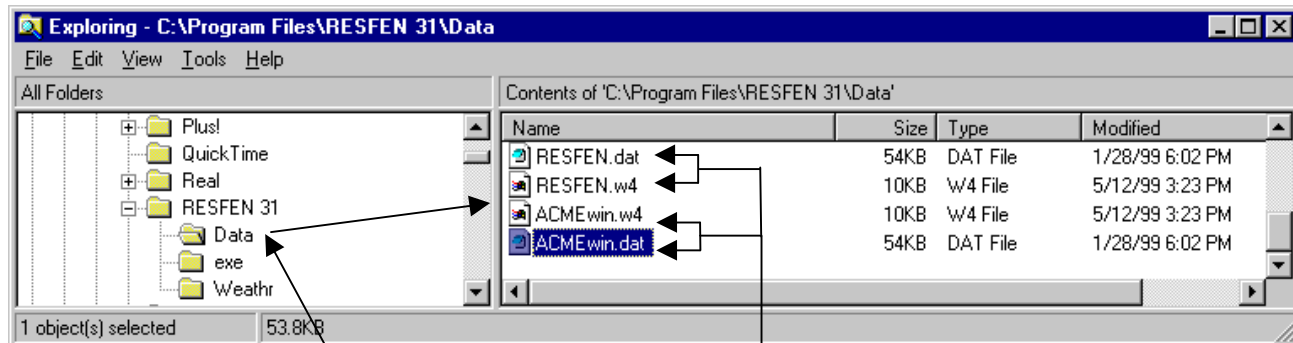 Exploring - C:\Program Files\RESFEN 31\Data
File Edit View Tools Help
All Folders
Contents of 'C:\Program Files\RESFEN 31\Data'
Plus!
QuickTime
Real
RESFEN 31
Data
exe
Weathr
Name Size Type Modified
RESFEN.dat 54KB DAT File 1/28/99 6:02 PM
RESFEN.w4 10KB W4 File 5/12/99 3:23 PM
ACMEwin.w4 10KB W4 File 5/12/99 3:23 PM
ACMEwin.dat 54KB DAT File 1/28/99 6:02 PM
1 object(s) selected 53.8KB